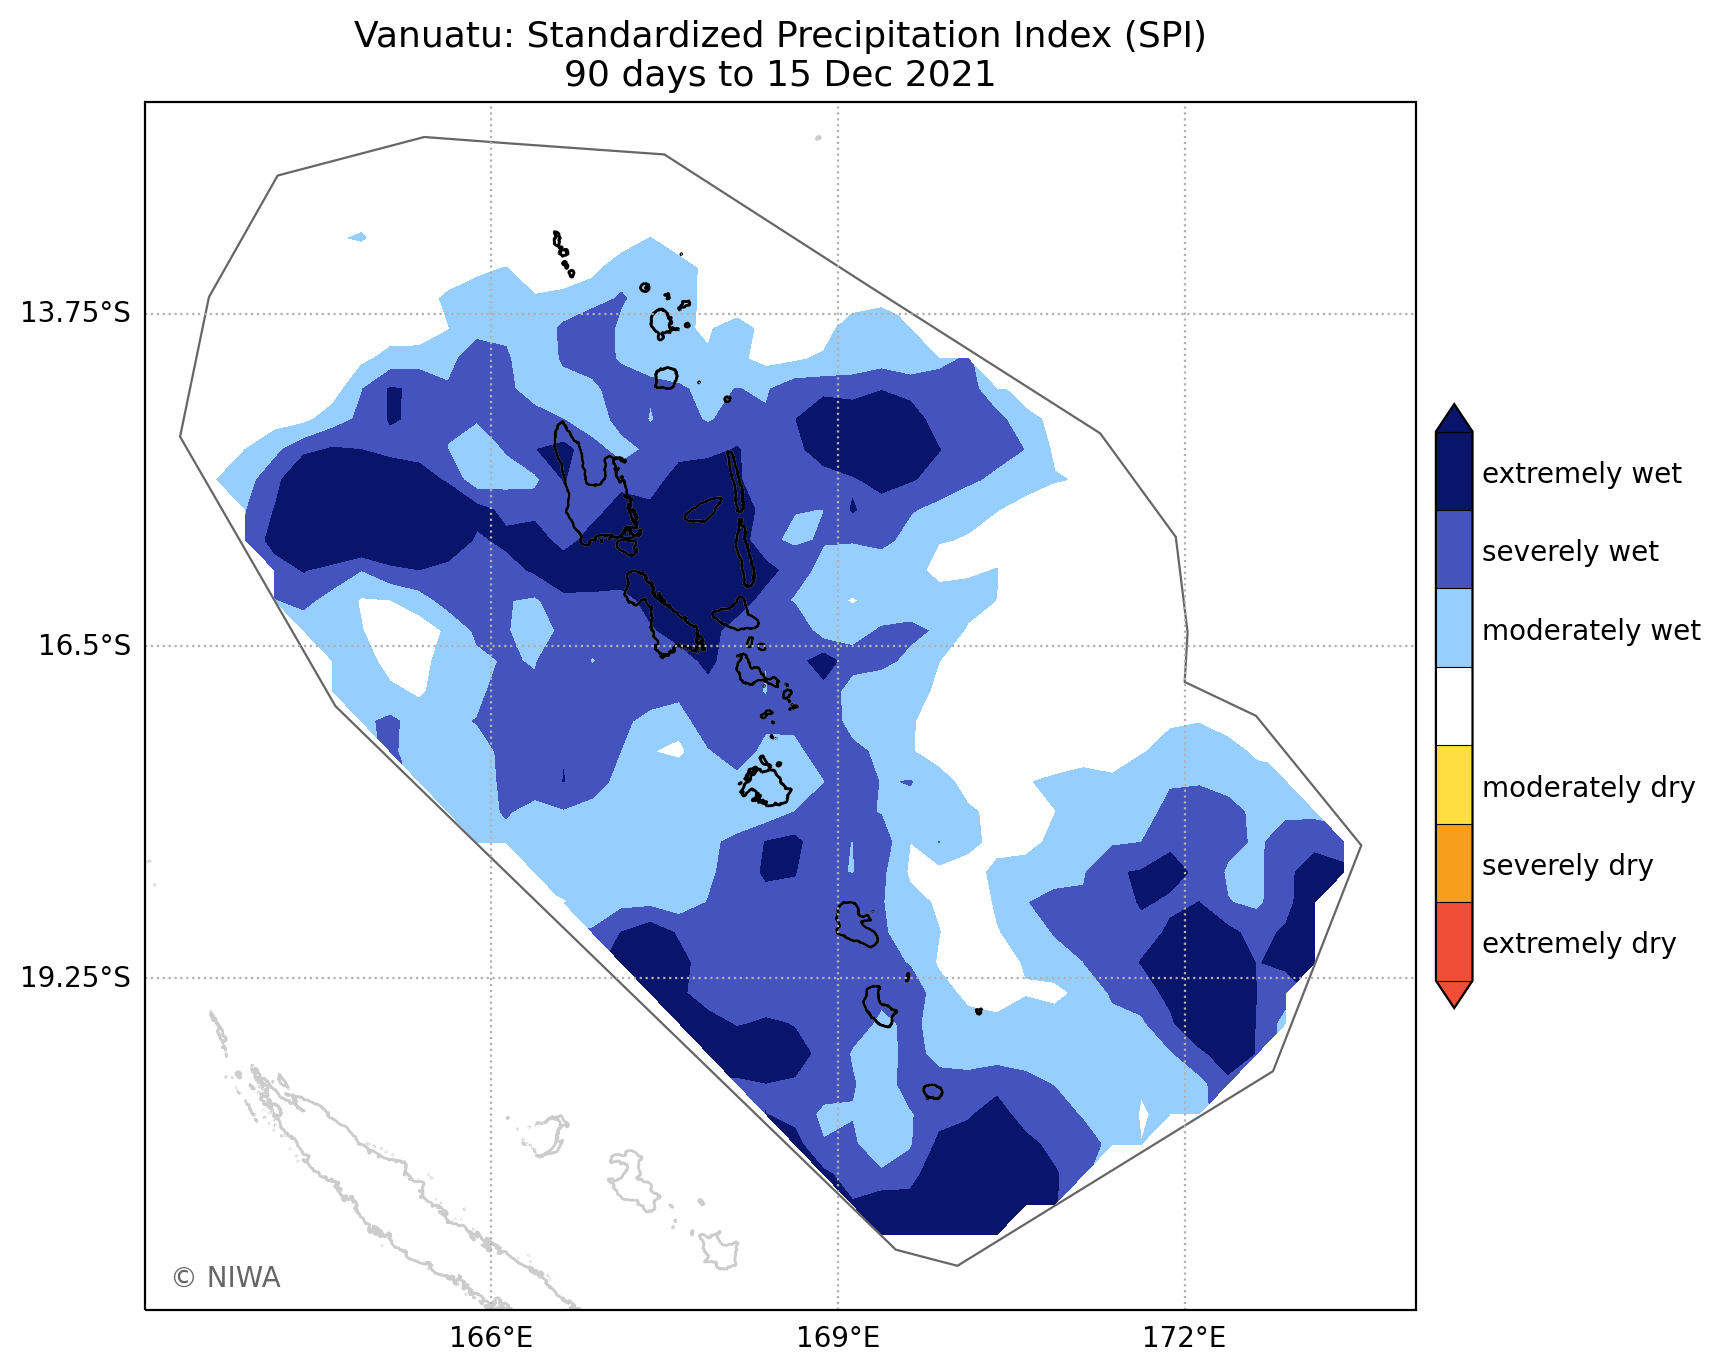 Vanuatu: Standardized Precipitation Index (SPI)
90 days to 15 Dec 2021
13.75°S
16.5°S
19.25°S
166°E
169°E
172°E
extremely wet
severely wet
moderately wet
moderately dry
severely dry
extremely dry
© NIWA